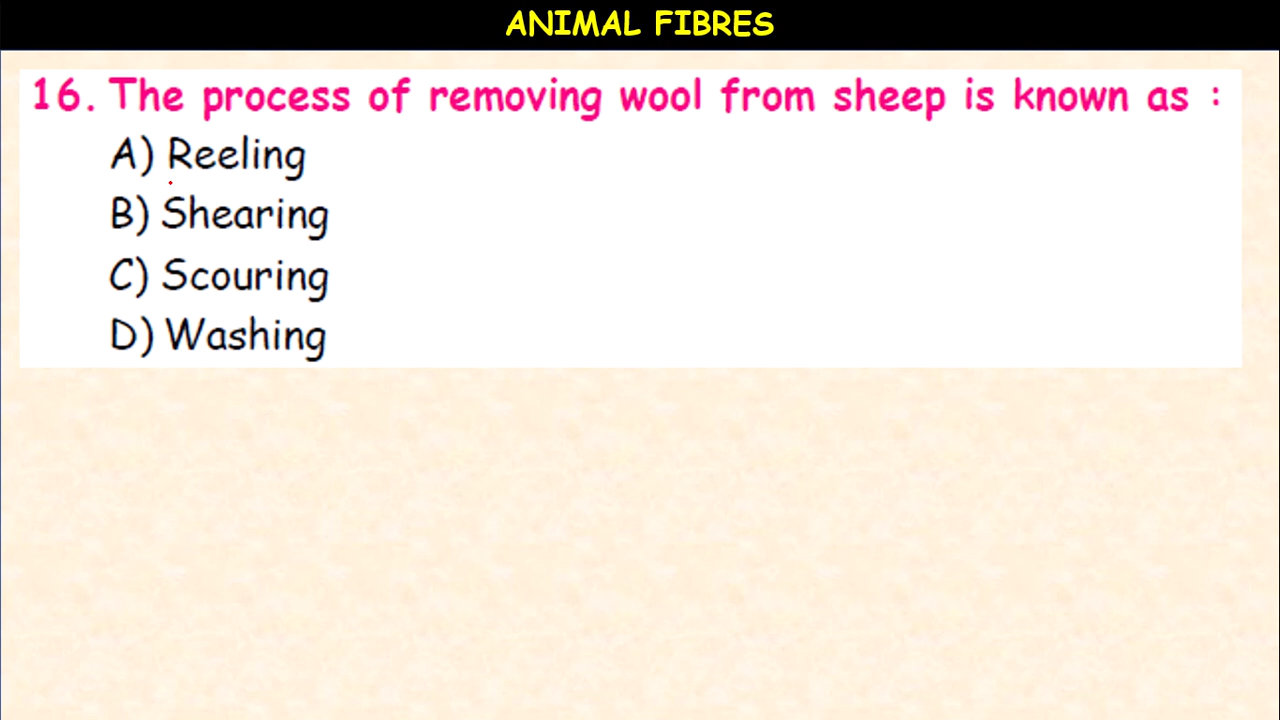 ANIMAL FIBRES
16. The process of removing wool from sheep is known as :
A) Reeling
B) Shearing
C) Scouring
D) Washing